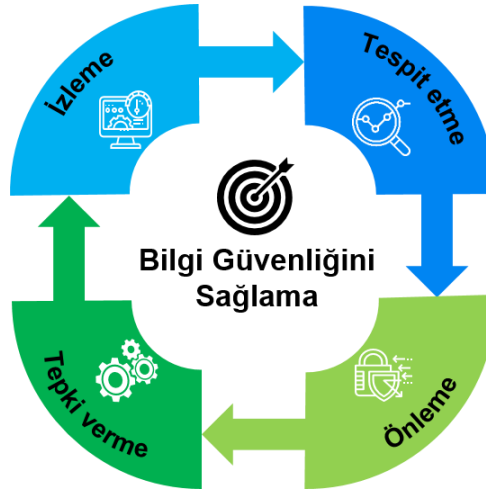 İzleme
Tespit etme
Bilgi Güvenliğini
Sağlama
Tepki verme
Önleme